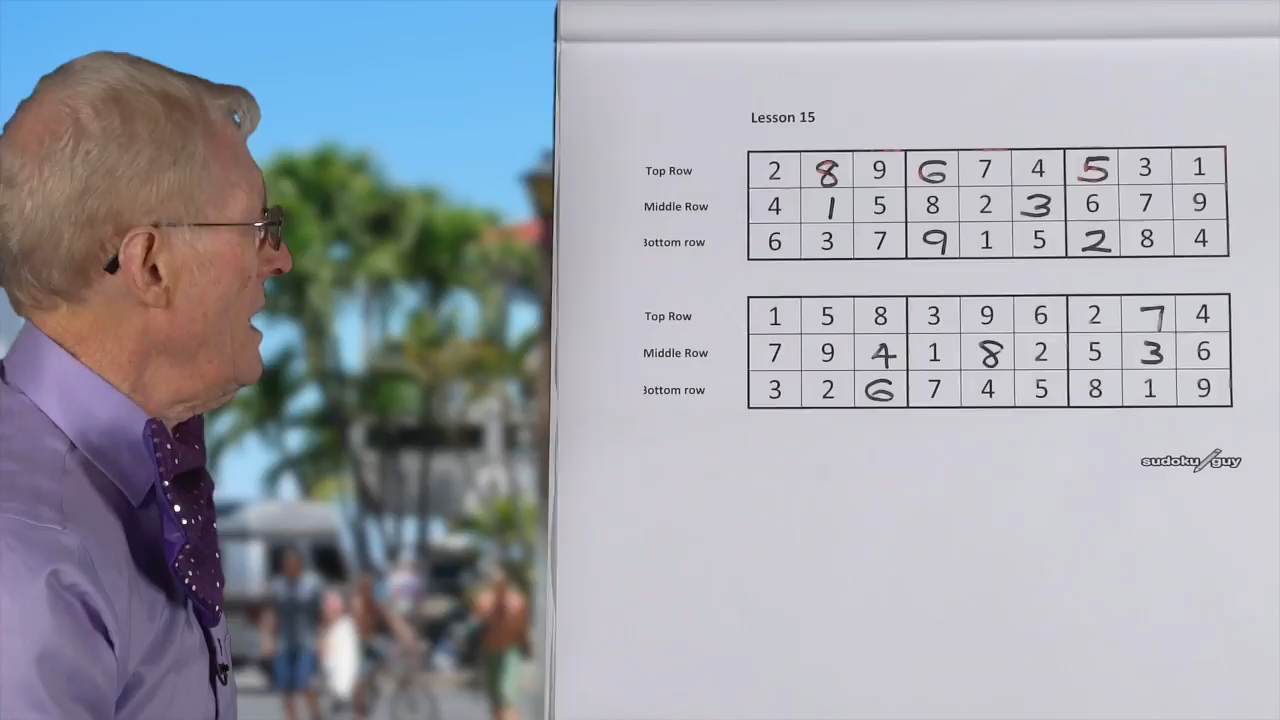 Lesson 15
Top Row 2 8 9 6 7 4 5 3 1
Middle Row 4 1 5 8 2 3 6 7 9
Bottom row 6 3 7 9 1 5 2 8 4
Top Row 1 5 8 3 9 6 2 7 4
Middle Row 7 9 4 1 8 2 5 3 6
Bottom row 3 2 6 7 4 5 8 1 9
sudoku guy